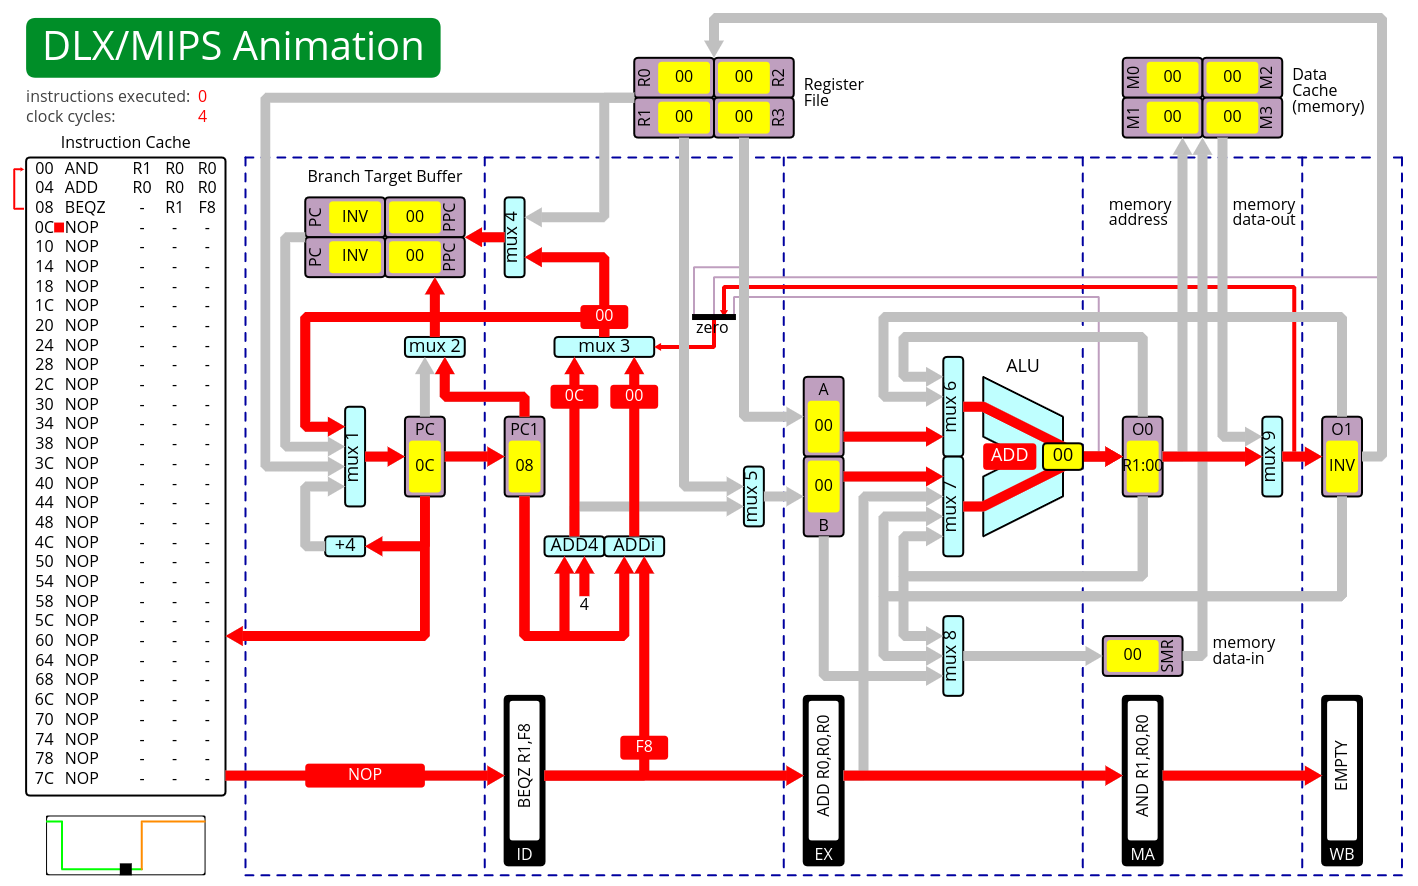 DLX/MIPS Animation
instructions executed: 0
clock cycles: 4
Instruction Cache
00 AND R1 R0 R0
04 ADD R0 R0 R0
08 BEQZ - R1 F8
0C NOP - - -
10 NOP - - -
14 NOP - - -
18 NOP - - -
1C NOP - - -
20 NOP - - -
24 NOP - - -
28 NOP - - -
2C NOP - - -
30 NOP - - -
34 NOP - - -
38 NOP - - -
3C NOP - - -
40 NOP - - -
44 NOP - - -
48 NOP - - -
4C NOP - - -
50 NOP - - -
54 NOP - - -
58 NOP - - -
5C NOP - - -
60 NOP - - -
64 NOP - - -
68 NOP - - -
6C NOP - - -
70 NOP - - -
74 NOP - - -
78 NOP - - -
7C NOP - - -
R0 00 00 R2
R1 00 00 R3
Register
File
M0 00 00 M2
M1 00 00 M3
Data
Cache
(memory)
Branch Target Buffer
PC INV 00 PPC
PC INV 00 PPC
mux 4
memory
address
memory
data-out
00
zero
mux 2
mux 3
0C
00
ALU
mux 1
PC
0C
PC1
08
mux 5
A
00
00
B
mux 6
mux 7
ADD
00
O0
R1:00
mux 9
O1
INV
+4
ADD4
ADDi
4
mux 8
00 SMR
memory
data-in
F8
NOP
BEQZ R1,F8
ID
ADD R0,R0,R0
EX
AND R1,R0,R0
MA
EMPTY
WB